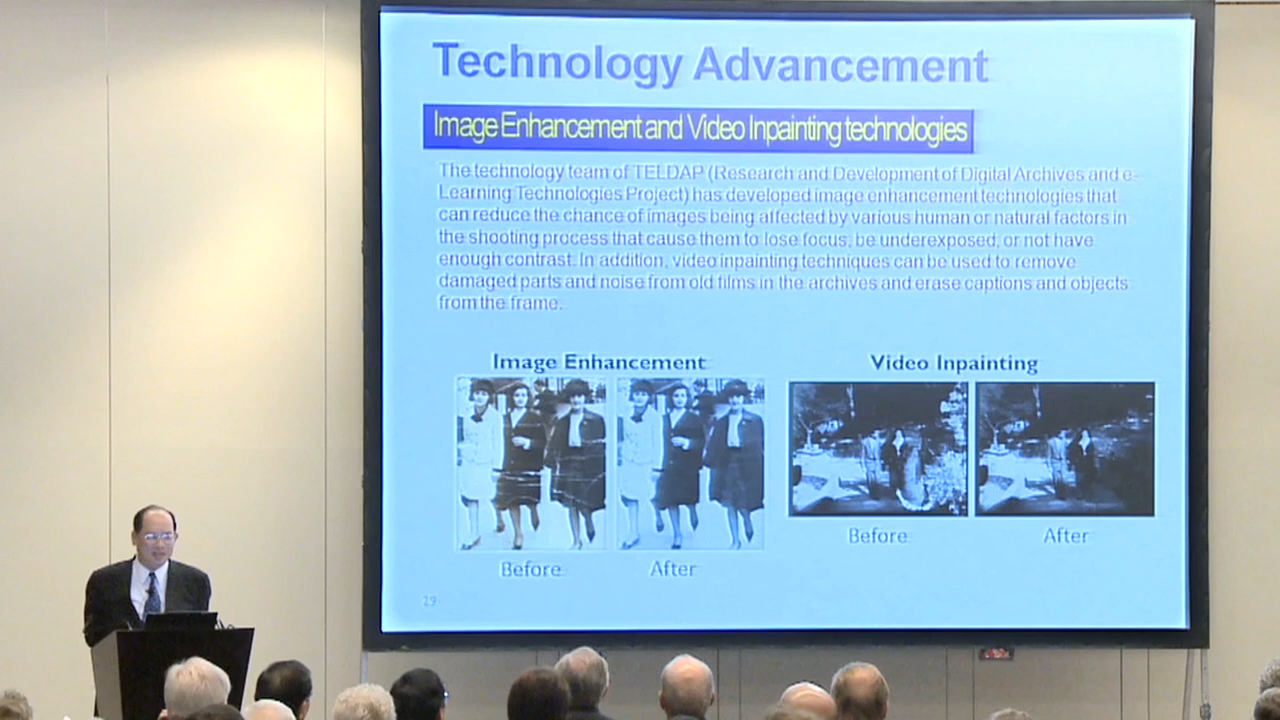 Technology Advancement
Image Enhancement and Video Inpainting technologies
The technology team of TELDAP (Research and Development of Digital Archives and e-
Learning Technologies Project) has developed image enhancement technologies that
can reduce the chance of images being affected by various human or natural factors in
the shooting process that cause them to lose focus, be underexposed, or not have
enough contrast. In addition, video inpainting techniques can be used to remove
damaged parts and noise from old films in the archives and erase captions and objects
from the frame.
Image Enhancement
Video Inpainting
Before
After
Before
After
29